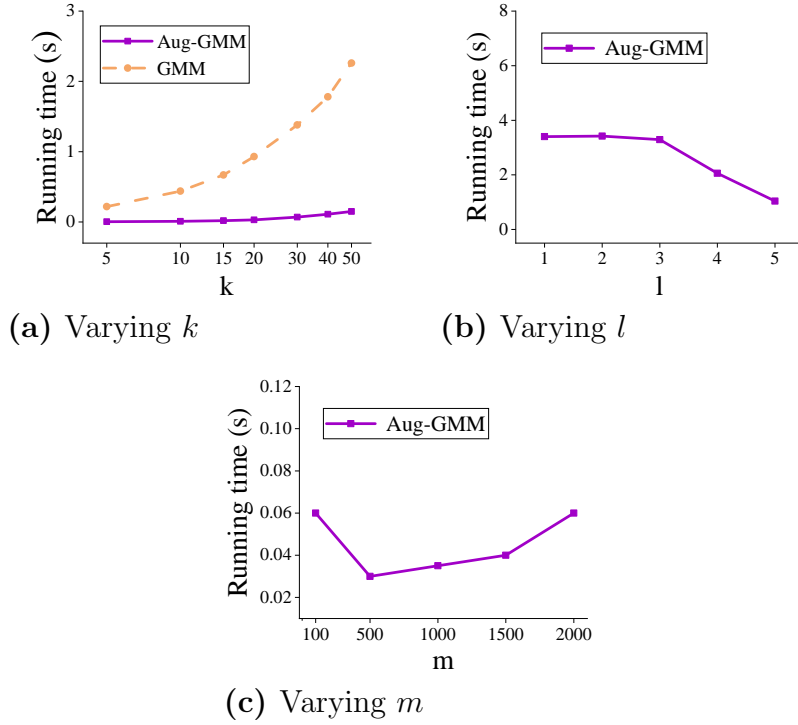 3
2
1
0
Running time (s)
Aug-GMM
GMM
5 10 15 20 30 40 50
k
(a) Varying k
8
6
4
2
0
Running time (s)
Aug-GMM
1 2 3 4 5
l
(b) Varying l
0.12
0.10
0.08
0.06
0.04
0.02
Running time (s)
Aug-GMM
100 500 1000 1500 2000
m
(c) Varying m